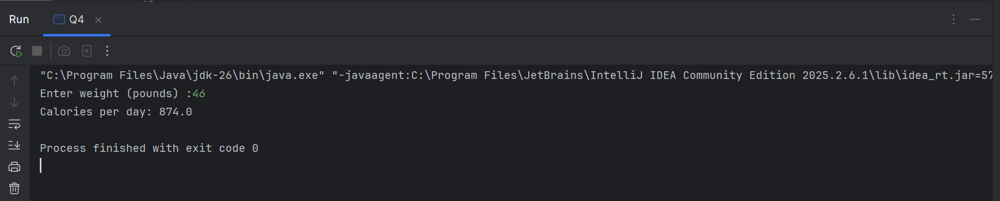 Run Q4
"C:\Program Files\Java\jdk-26\bin\java.exe" "-javaagent:C:\Program Files\JetBrains\IntelliJ IDEA Community Edition 2025.2.6.1\lib\idea_rt.jar=57
Enter weight (pounds) :46
Calories per day: 874.0
Process finished with exit code 0